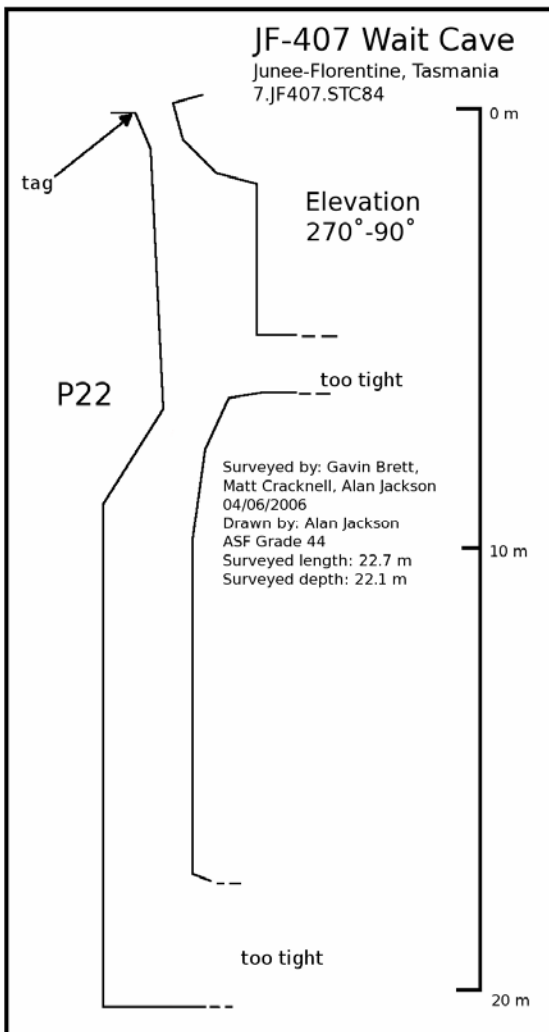 JF-407 Wait Cave
Junee-Florentine, Tasmania
7.JF407.STC84
0 m
tag
Elevation
270˚-90˚
too tight
P22
Surveyed by: Gavin Brett,
Matt Cracknell, Alan Jackson
04/06/2006
Drawn by: Alan Jackson
ASF Grade 44
Surveyed length: 22.7 m
Surveyed depth: 22.1 m
10 m
too tight
20 m